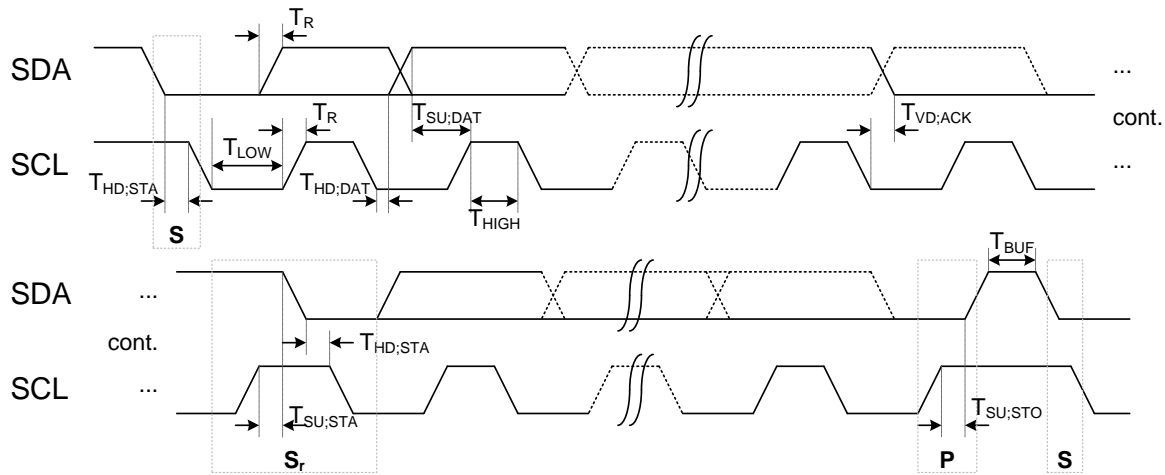 T_R
SDA
...
T_SU;DAT
T_VD;ACK
T_R
cont.
T_LOW
SCL
...
T_HD;STA
T_HD;DAT
T_HIGH
S
T_BUF
SDA
...
cont.
T_HD;STA
SCL
...
T_SU;STA
T_SU;STO
S_r
P
S